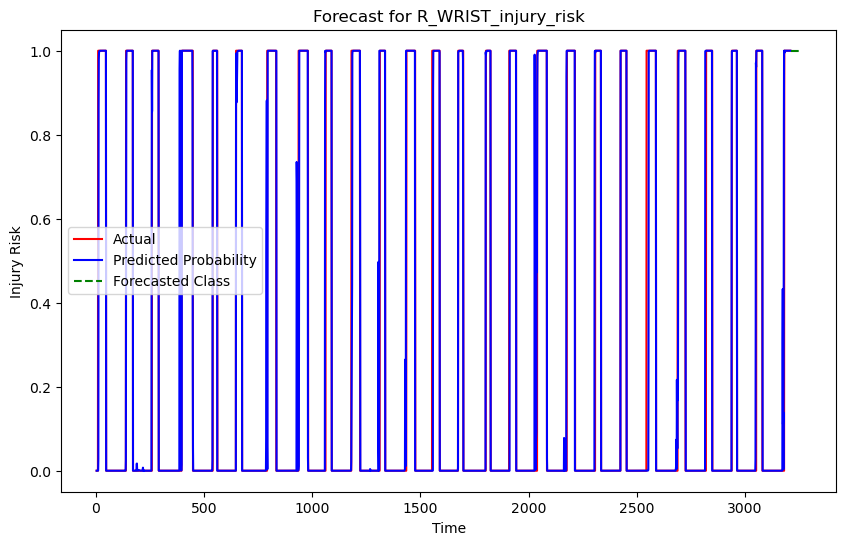 Forecast for R_WRIST_injury_risk
Injury Risk
1.0
0.8
0.6
0.4
0.2
0.0
Actual
Predicted Probability
Forecasted Class
0
500
1000
1500
2000
2500
3000
Time